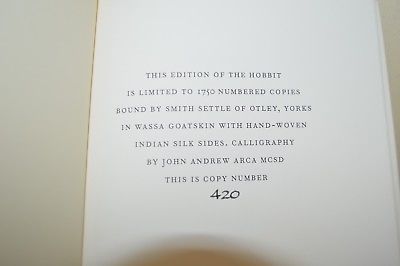 THIS EDITION OF THE HOBBIT
IS LIMITED TO 1750 NUMBERED COPIES
BOUND BY SMITH SETTLE OF OTLEY, YORKS
IN WASSA GOATSKIN WITH HAND-WOVEN
INDIAN SILK SIDES. CALLIGRAPHY
BY JOHN ANDREW ARCA MCSD
THIS IS COPY NUMBER
420